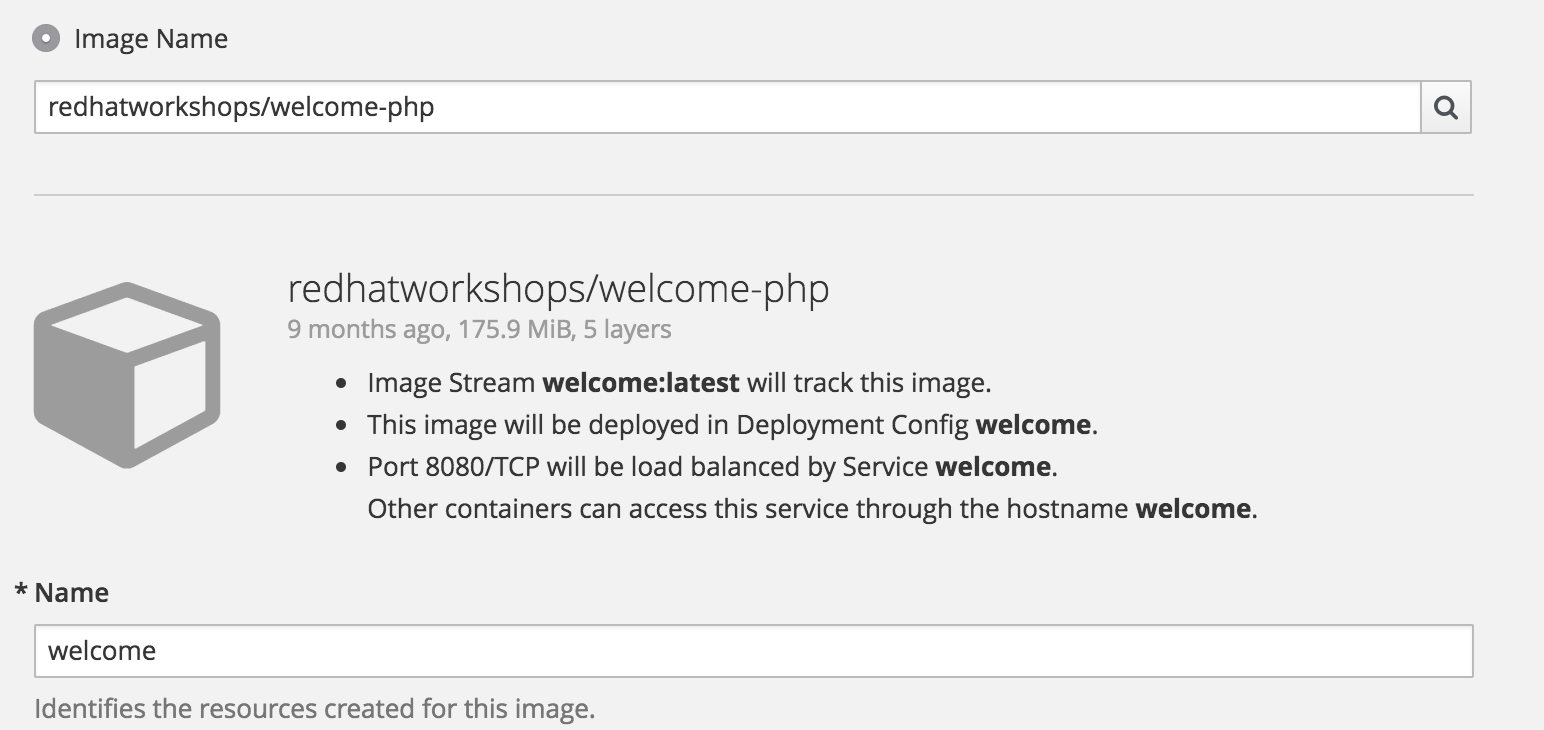 Image Name
redhatworkshops/welcome-php
redhatworkshops/welcome-php
9 months ago, 175.9 MiB, 5 layers
• Image Stream welcome:latest will track this image.
• This image will be deployed in Deployment Config welcome.
• Port 8080/TCP will be load balanced by Service welcome.
Other containers can access this service through the hostname welcome.
* Name
welcome
Identifies the resources created for this image.